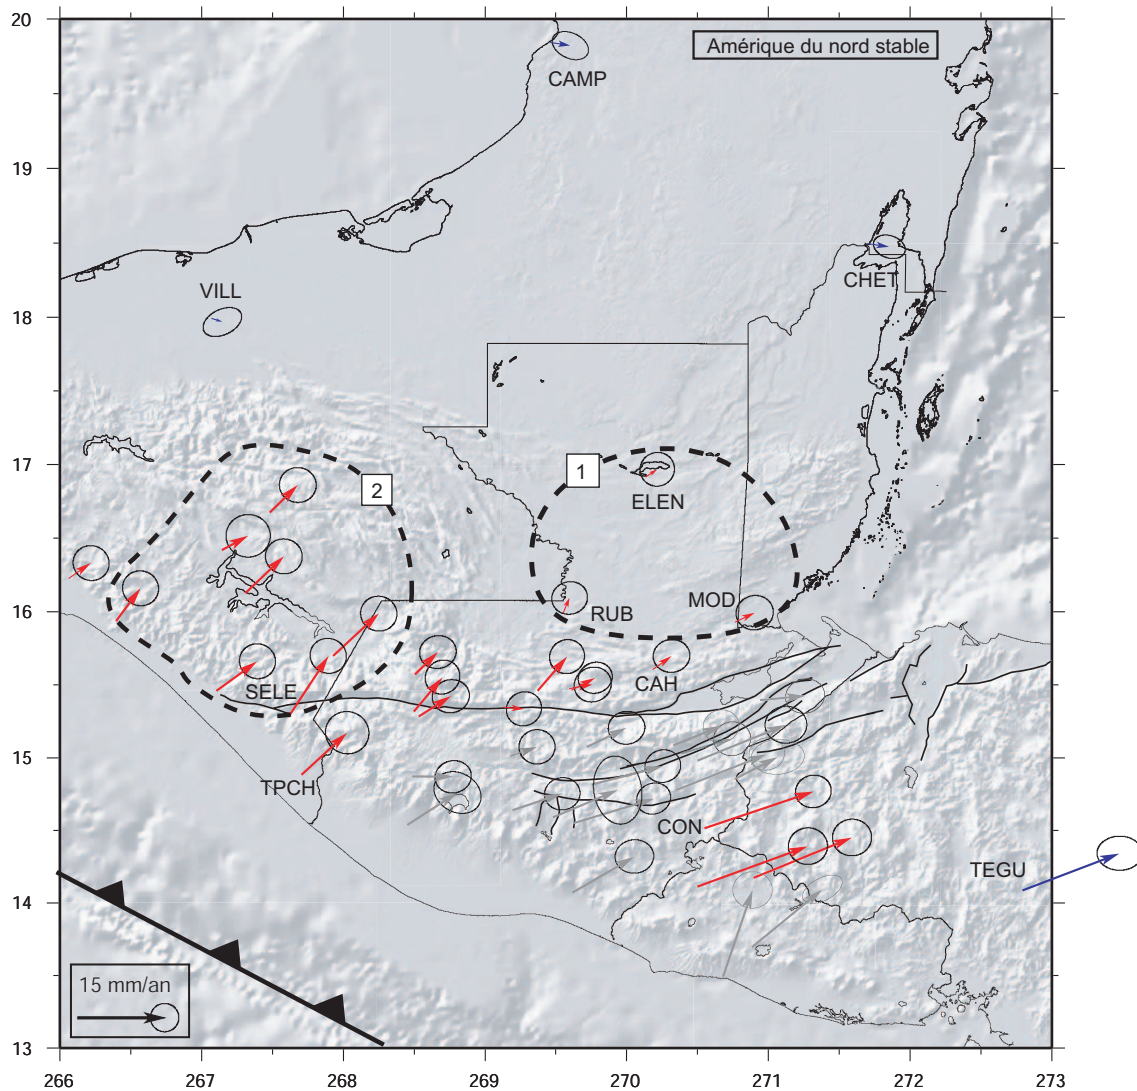 20
Amérique du nord stable
CAMP
19
CHET
VILL
18
17
1
2
ELEN
16
RUB
MOD
SELE
CAH
15
TPCH
CON
TEGU
14
15 mm/an
13
266
267
268
269
270
271
272
273